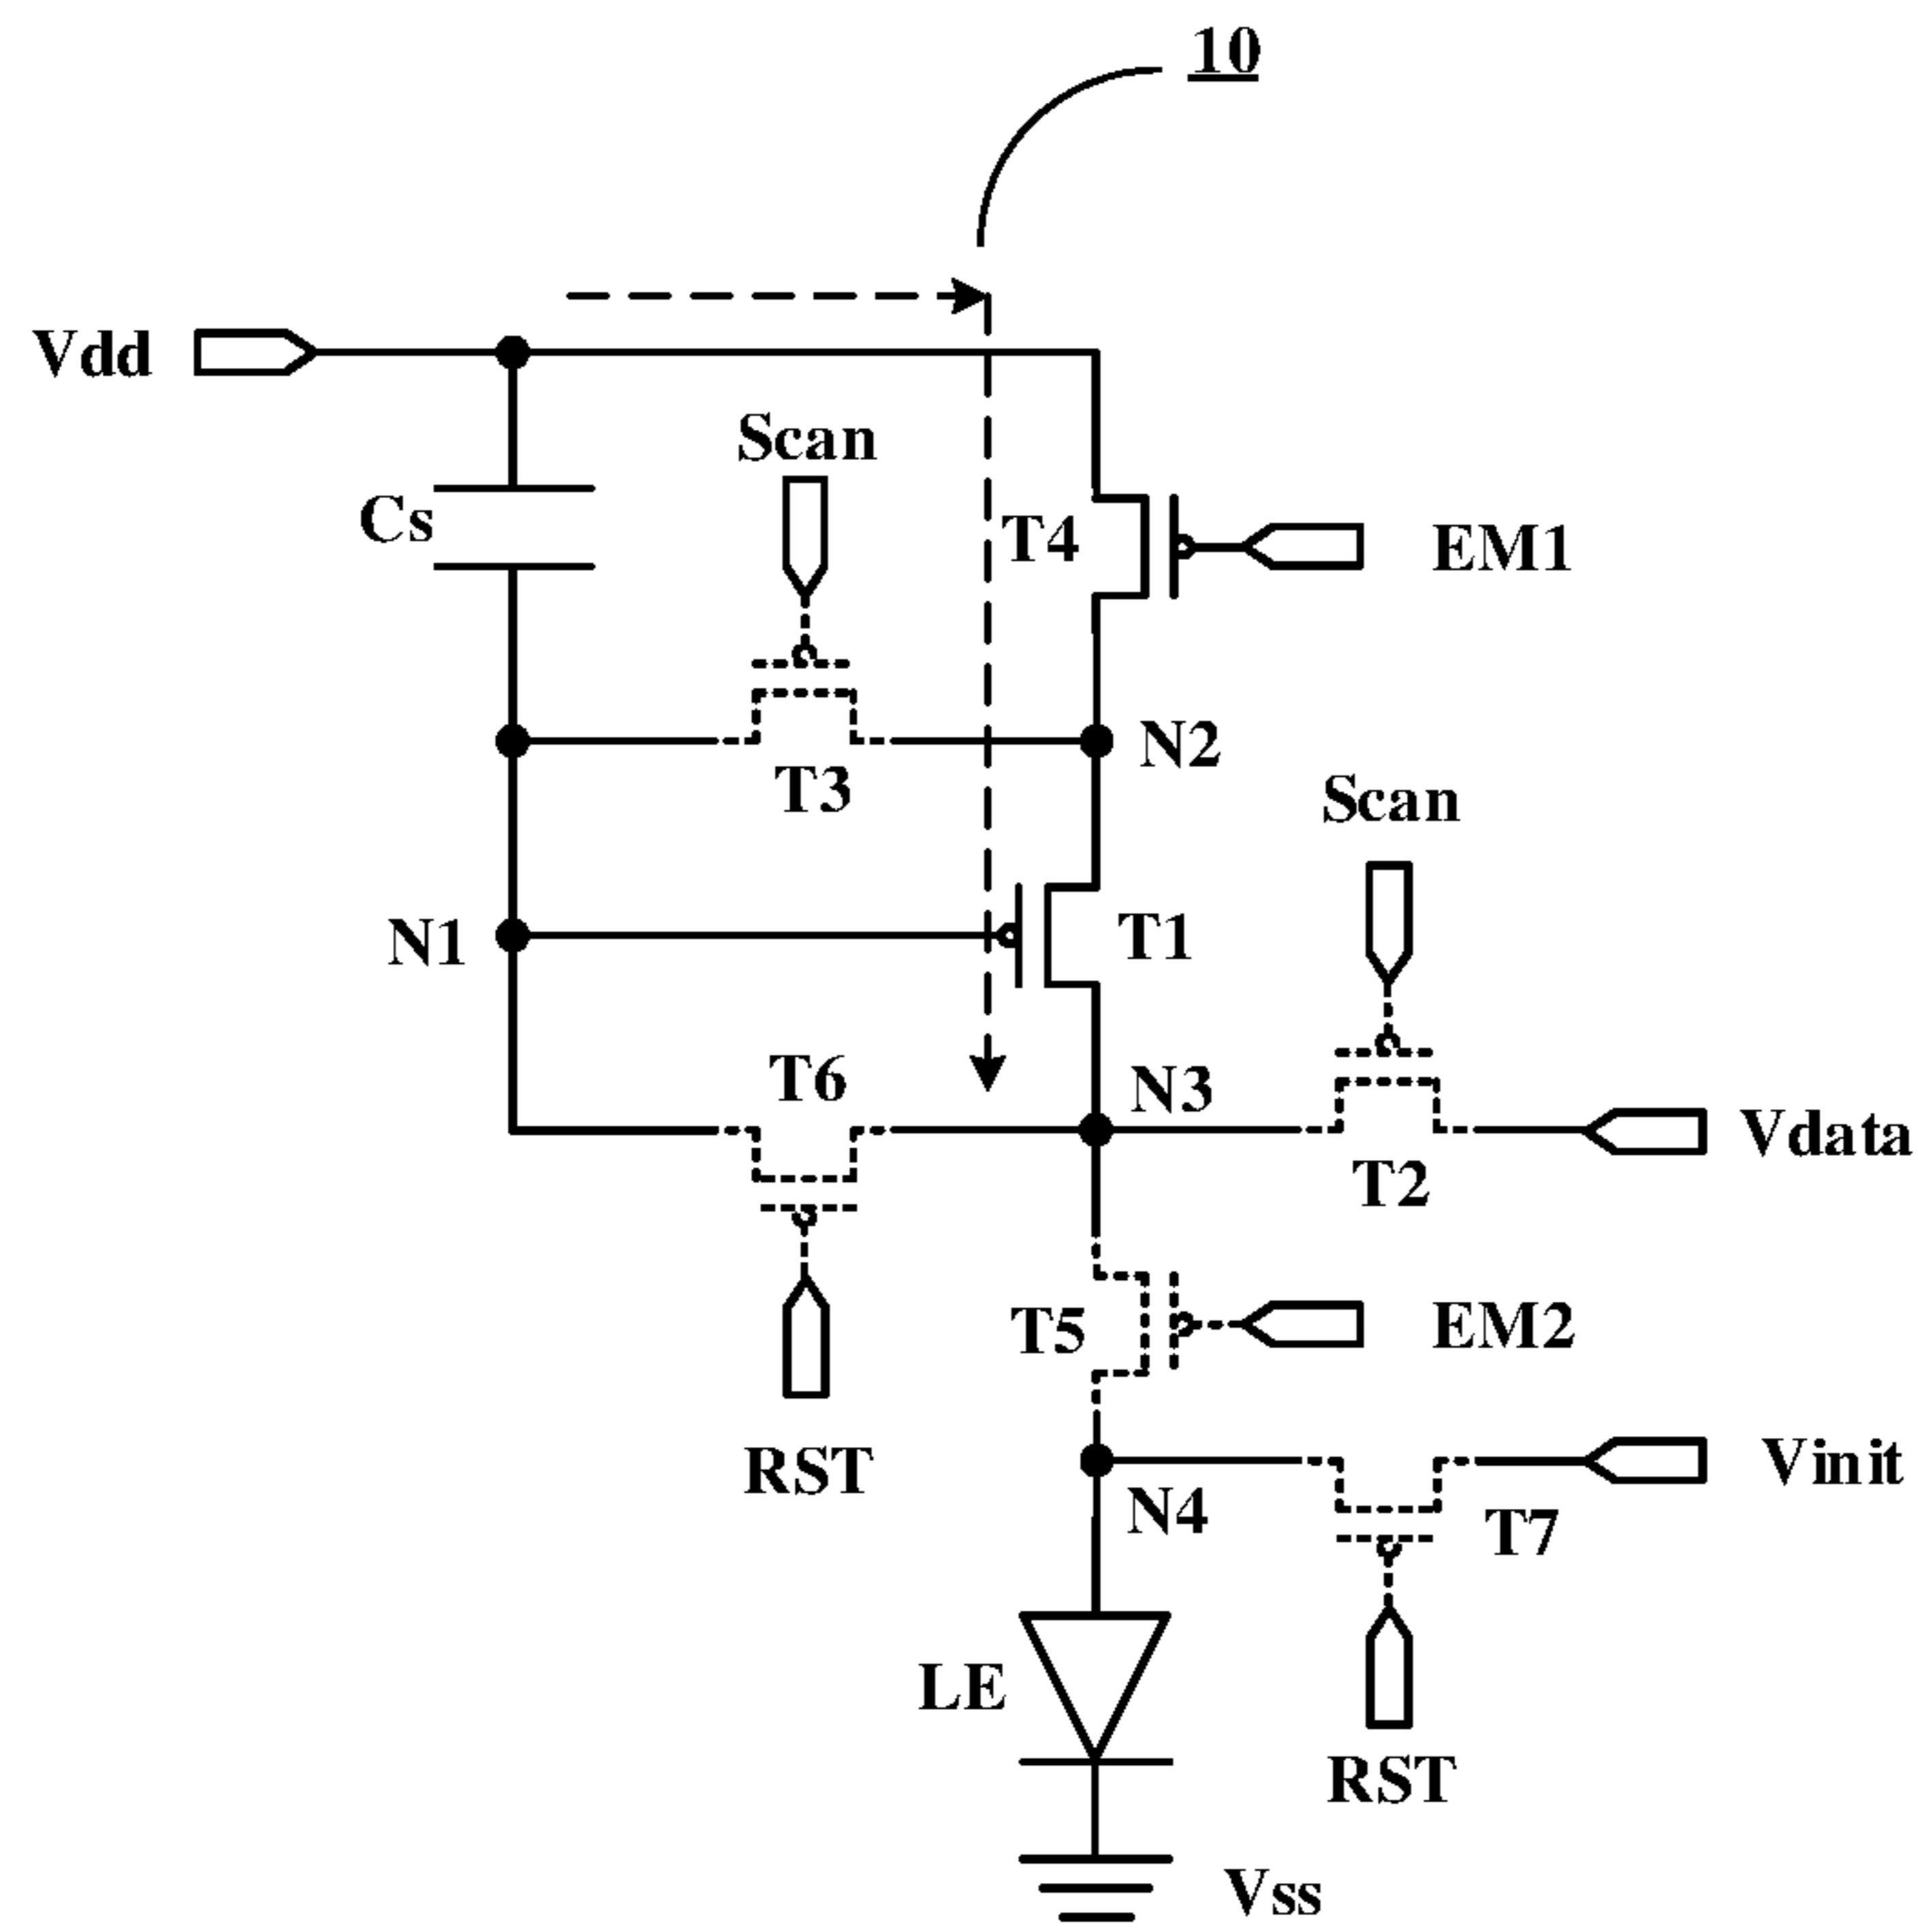 10
Vdd
Scan
Cs
T4
EM1
N2
T3
Scan
N1
T1
T6
N3
Vdata
T2
T5
EM2
RST
Vinit
N4
T7
LE
RST
Vss